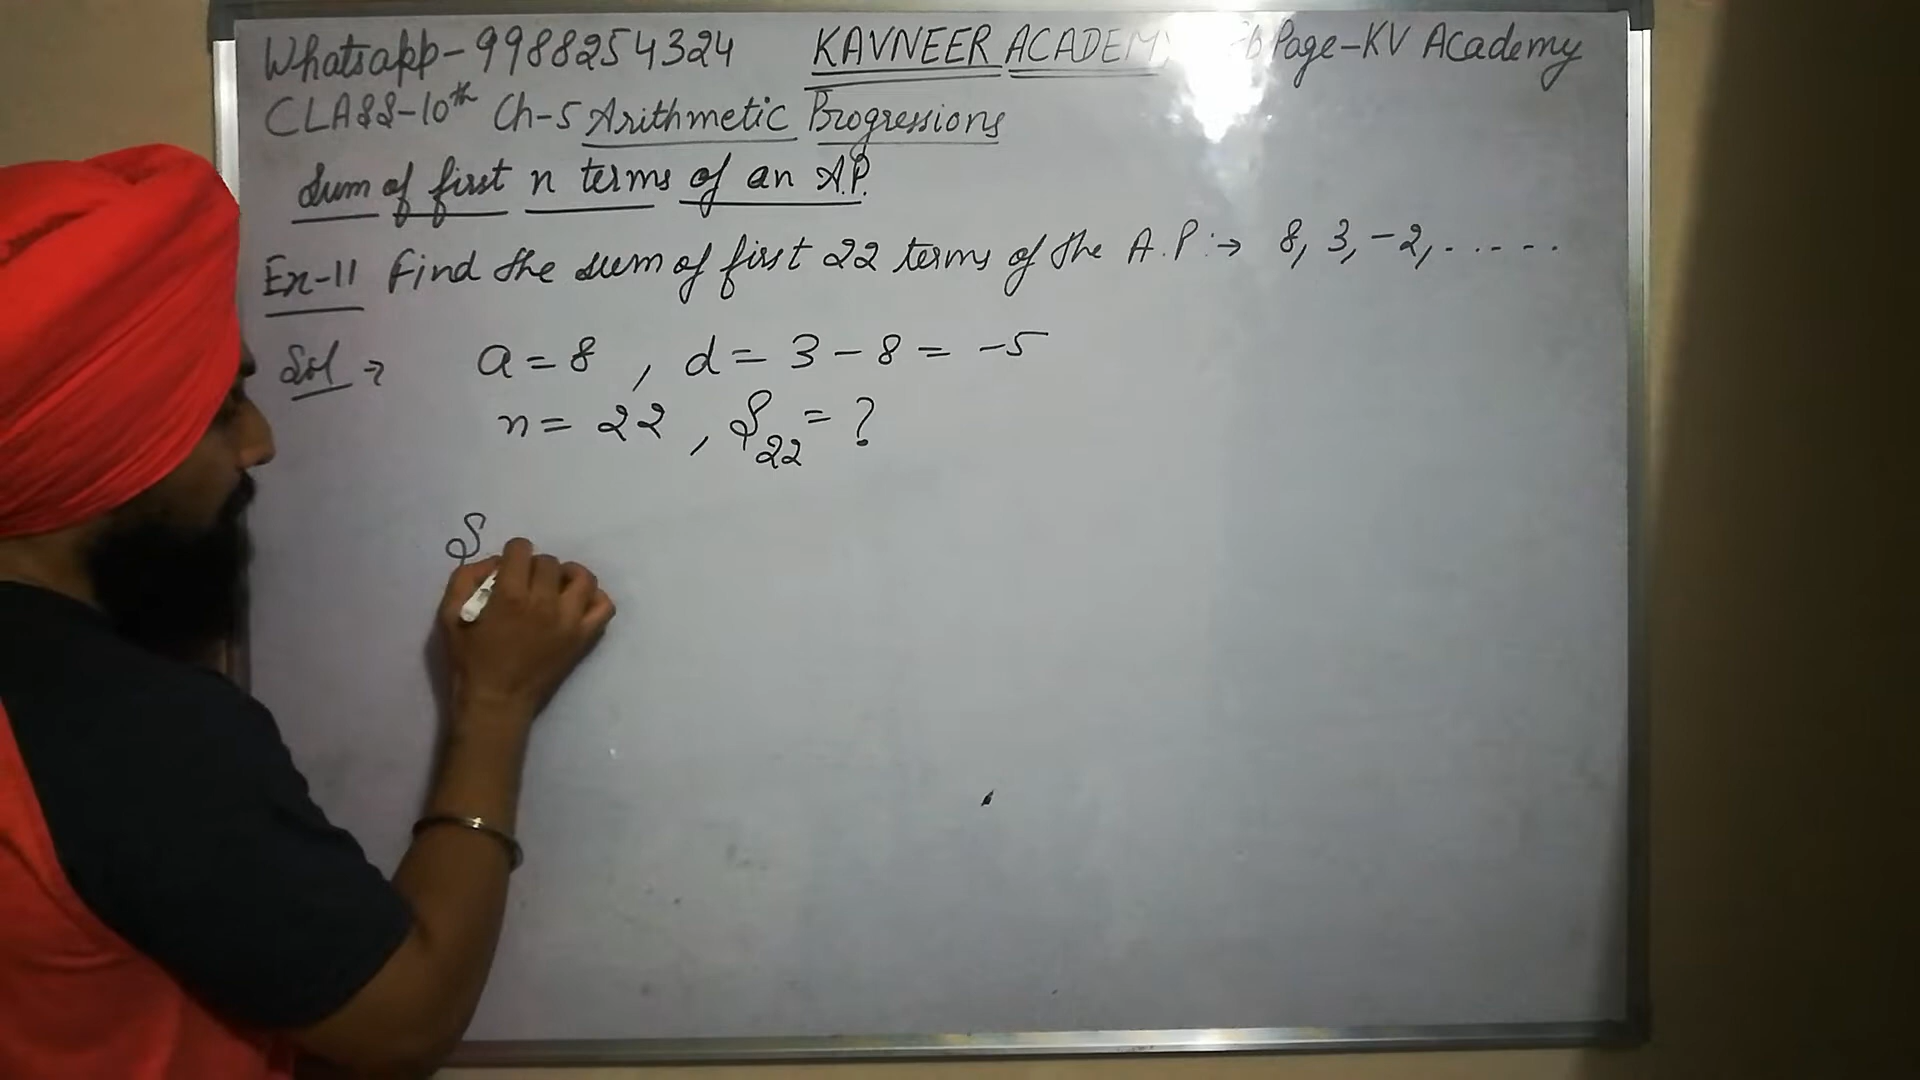 Whatsapp-9988254324 KAVNEER ACADEM Page-KV Academy
CLASS-10th Ch-5 Arithmetic Progressions
Sum of first n terms of an A.P.
Ex-11 Find the sum of first 22 terms of the A.P:→ 8, 3, -2, .....
Sol → a = 8 , d = 3 - 8 = -5
n = 22 , S22 = ?
S